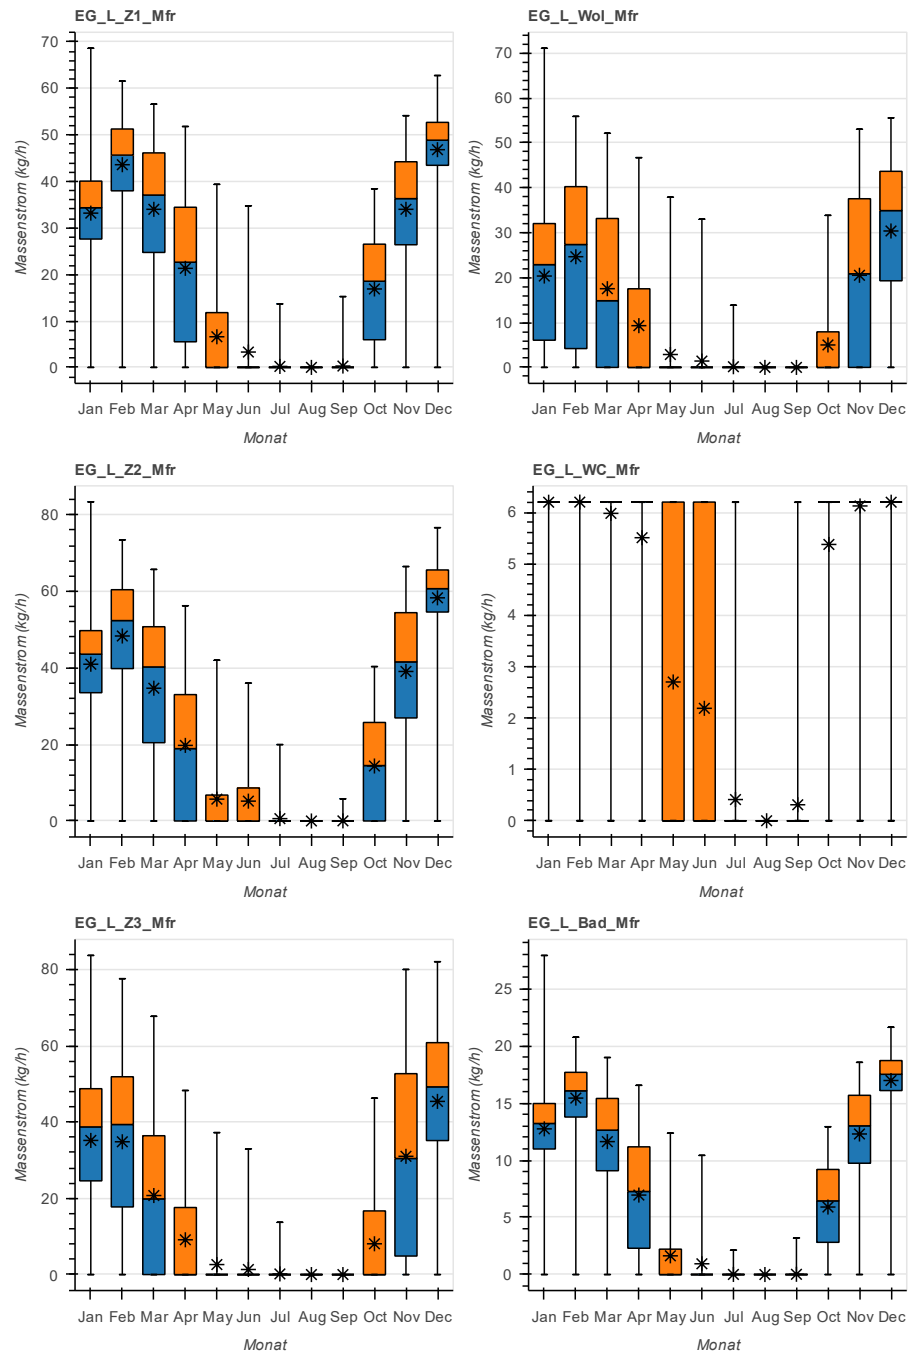 EG_L_Z1_Mfr
70
60
50
40
30
20
10
0
Massenstrom (kg/h)
Jan Feb Mar Apr May Jun Jul Aug Sep Oct Nov Dec
Monat
EG_L_Wol_Mfr
70
60
50
40
30
20
10
0
Massenstrom (kg/h)
Jan Feb Mar Apr May Jun Jul Aug Sep Oct Nov Dec
Monat
EG_L_Z2_Mfr
80
60
40
20
0
Massenstrom (kg/h)
Jan Feb Mar Apr May Jun Jul Aug Sep Oct Nov Dec
Monat
EG_L_WC_Mfr
6
5
4
3
2
1
0
Massenstrom (kg/h)
Jan Feb Mar Apr May Jun Jul Aug Sep Oct Nov Dec
Monat
EG_L_Z3_Mfr
80
60
40
20
0
Massenstrom (kg/h)
Jan Feb Mar Apr May Jun Jul Aug Sep Oct Nov Dec
Monat
EG_L_Bad_Mfr
25
20
15
10
5
0
Massenstrom (kg/h)
Jan Feb Mar Apr May Jun Jul Aug Sep Oct Nov Dec
Monat